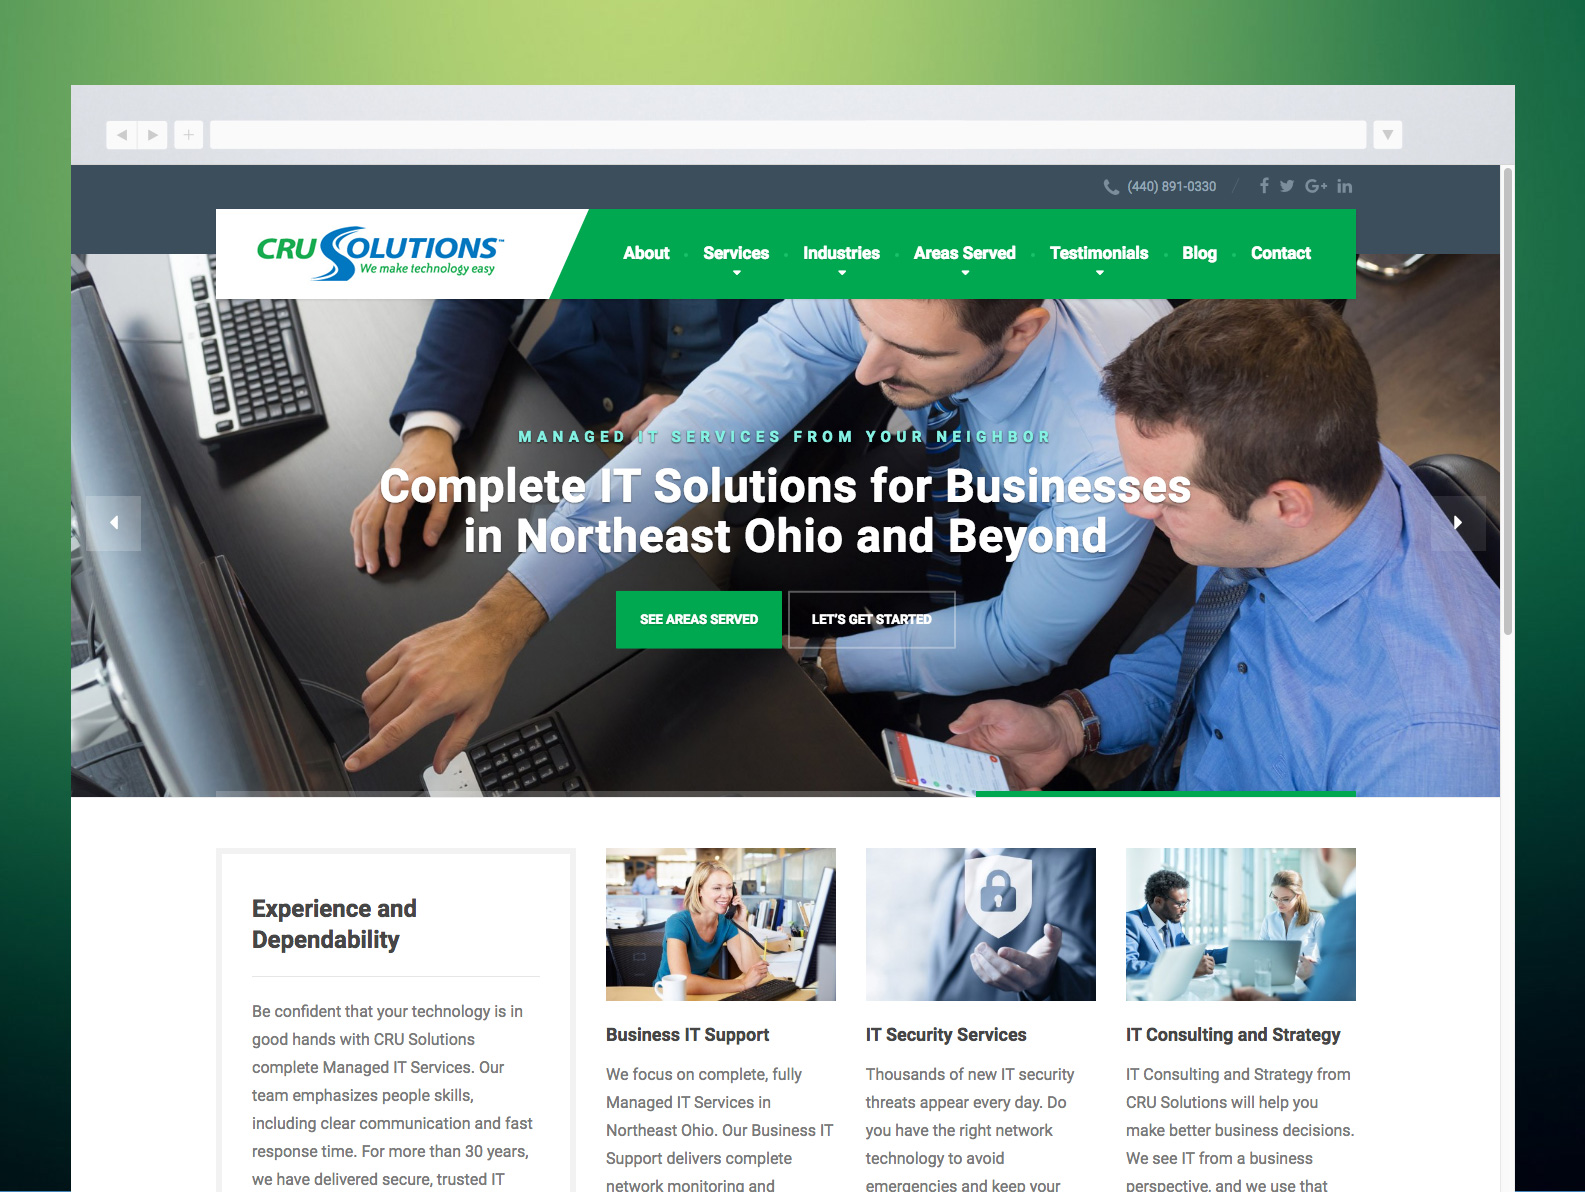 (440) 891-0330
CRU SOLUTIONS™
We make technology easy
About Services Industries Areas Served Testimonials Blog Contact
MANAGED IT SERVICES FROM YOUR NEIGHBOR
Complete IT Solutions for Businesses
in Northeast Ohio and Beyond
SEE AREAS SERVED LET'S GET STARTED
Experience and
Dependability
Be confident that your technology is in
good hands with CRU Solutions
complete Managed IT Services. Our
team emphasizes people skills,
including clear communication and fast
response time. For more than 30 years,
we have delivered secure, trusted IT
Business IT Support
We focus on complete, fully
Managed IT Services in
Northeast Ohio. Our Business IT
Support delivers complete
network monitoring and
IT Security Services
Thousands of new IT security
threats appear every day. Do
you have the right network
technology to avoid
emergencies and keep your
IT Consulting and Strategy
IT Consulting and Strategy from
CRU Solutions will help you
make better business decisions.
We see IT from a business
perspective, and we use that